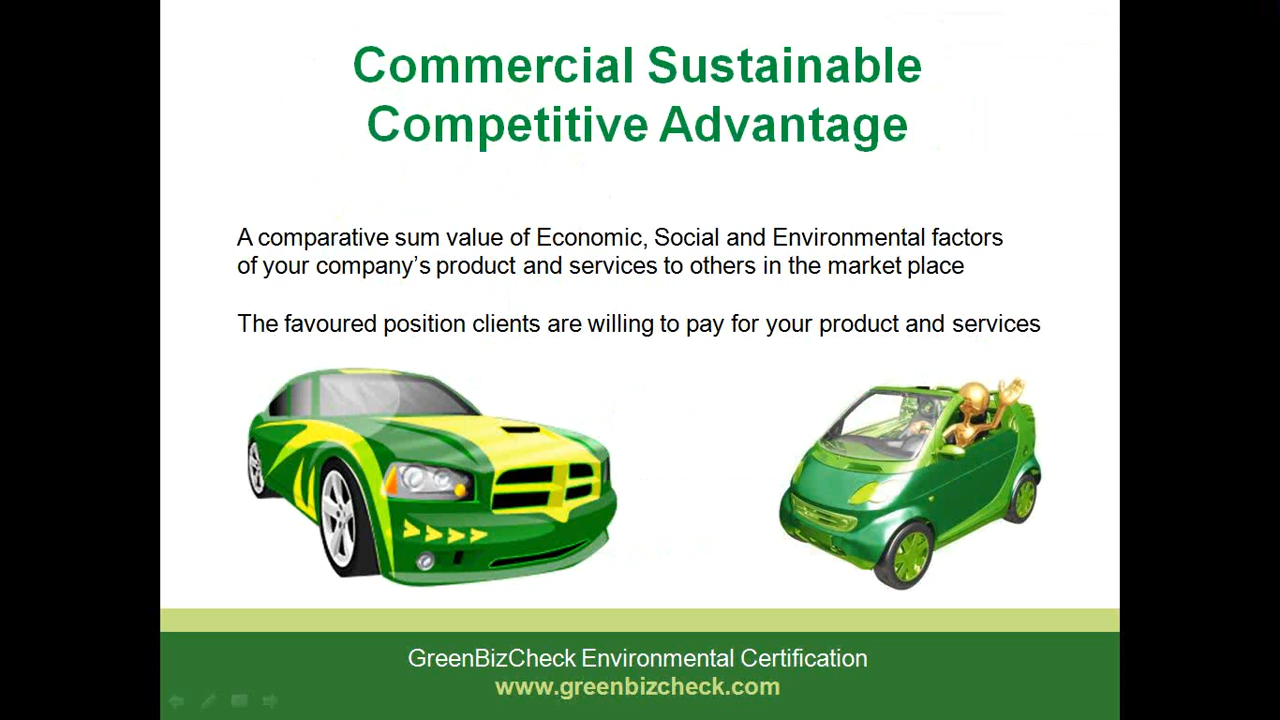 Commercial Sustainable
Competitive Advantage
A comparative sum value of Economic, Social and Environmental factors
of your company’s product and services to others in the market place
The favoured position clients are willing to pay for your product and services
GreenBizCheck Environmental Certification
www.greenbizcheck.com